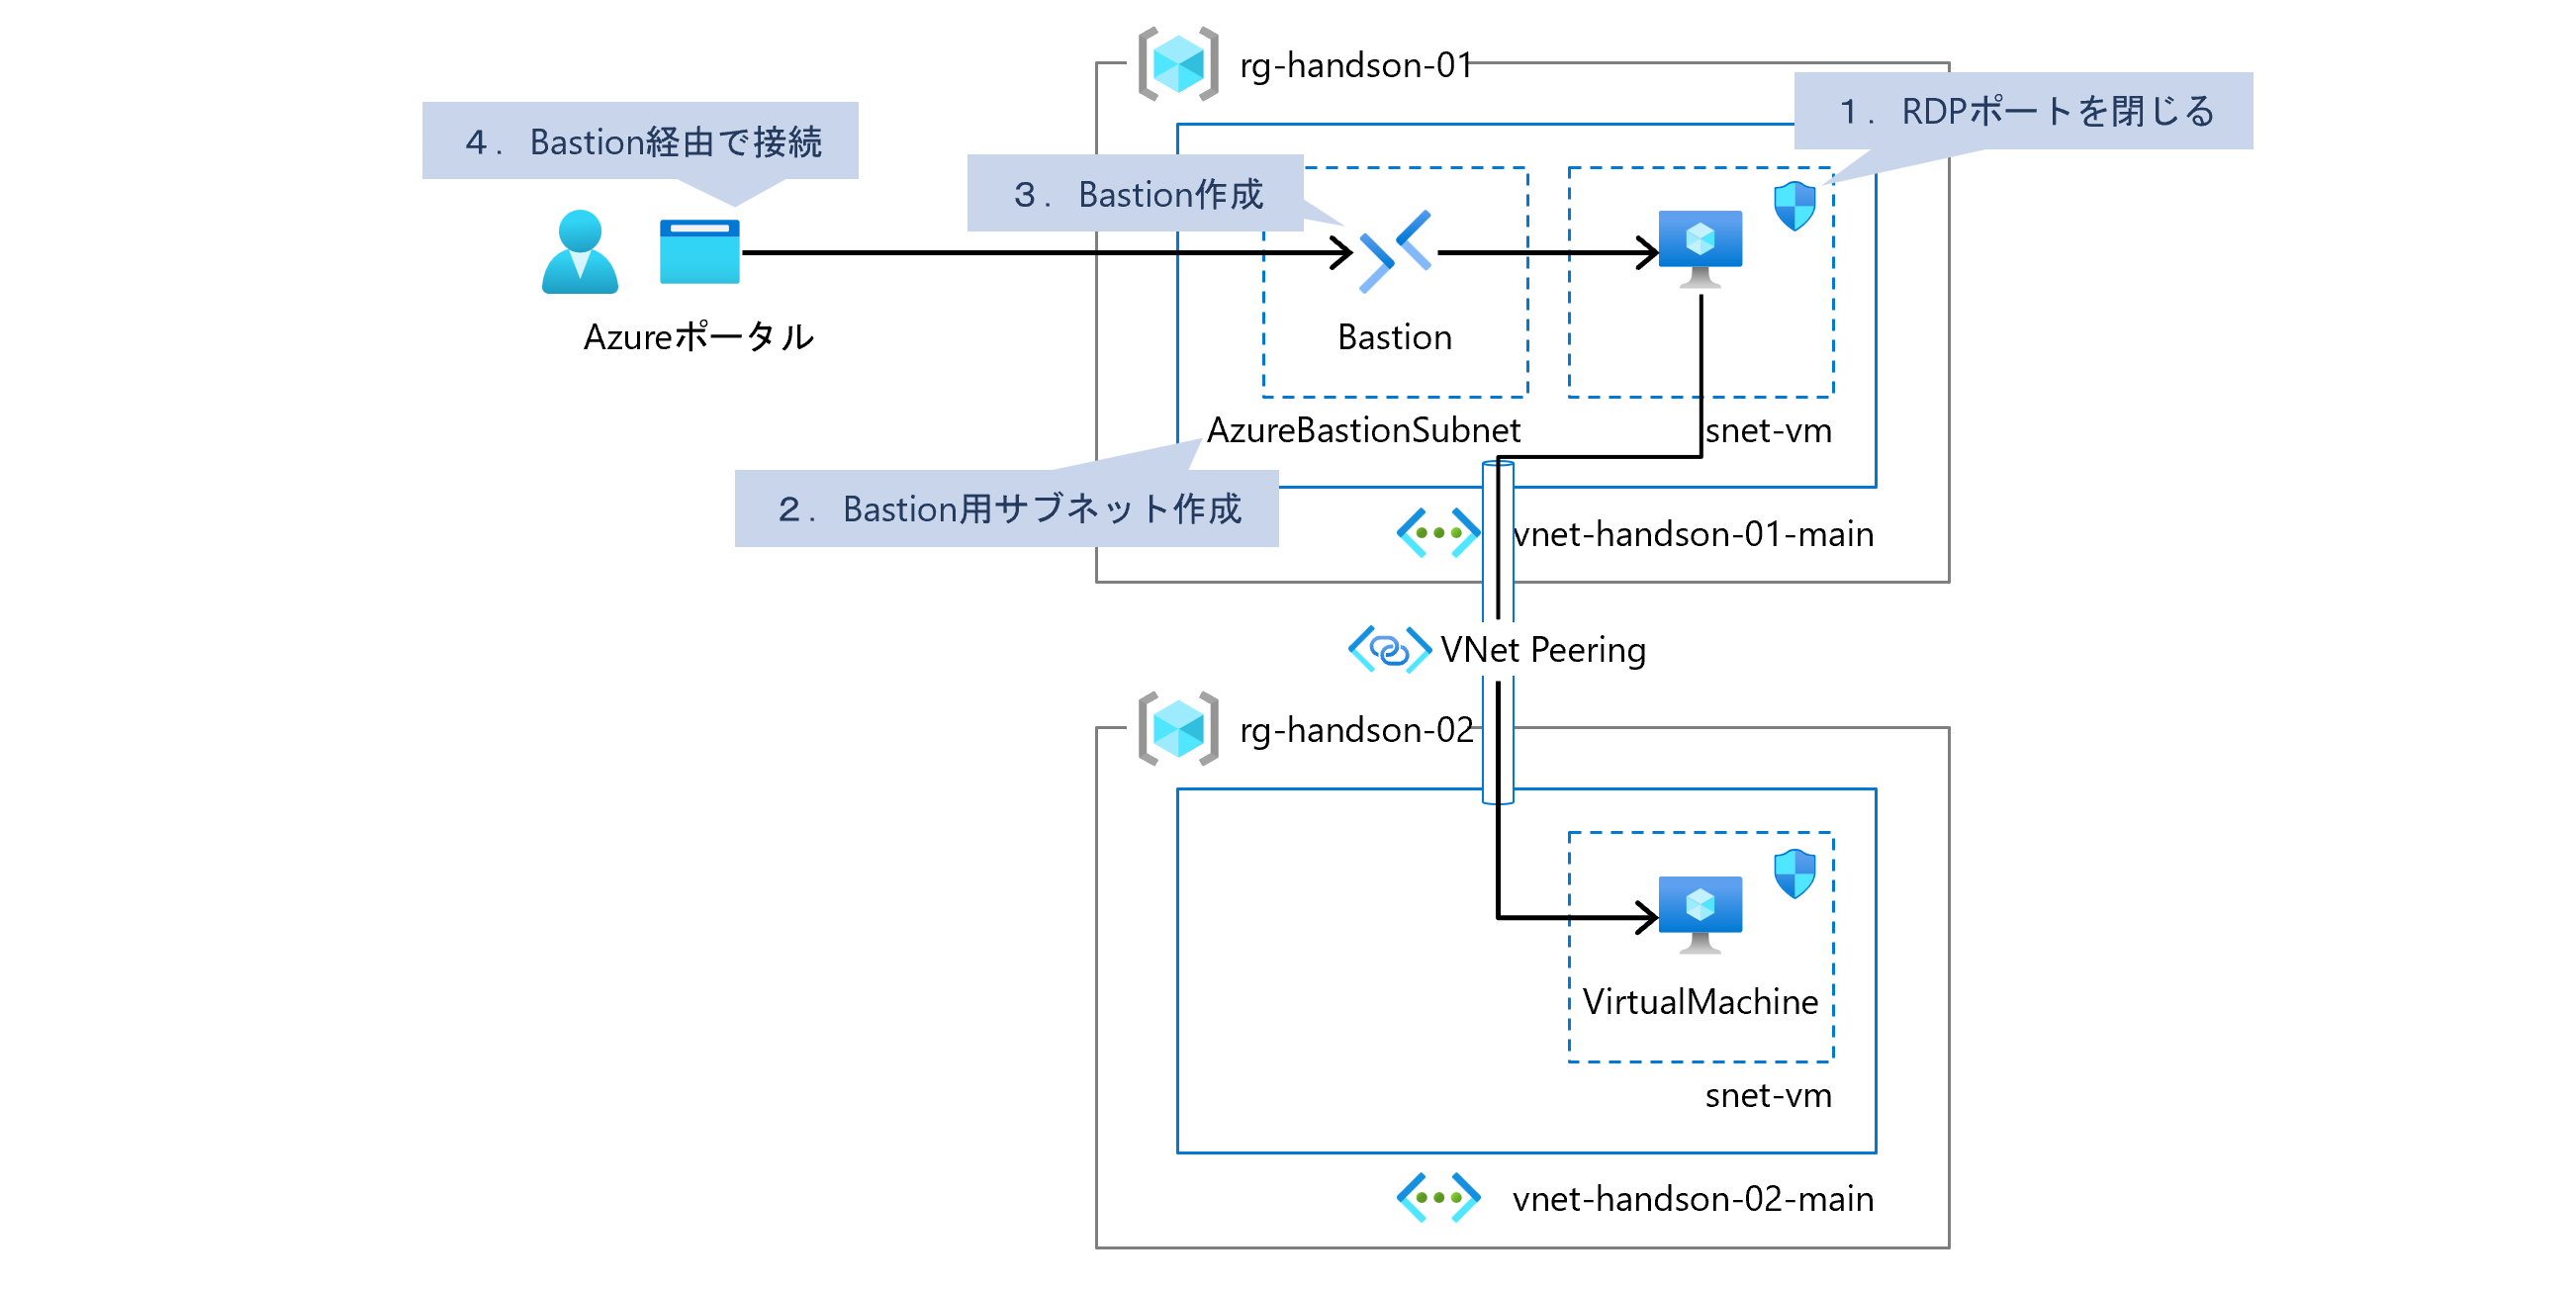 rg-handson-01
１．RDPポートを閉じる
４．Bastion経由で接続
３．Bastion作成
Azureポータル
Bastion
AzureBastionSubnet
snet-vm
２．Bastion用サブネット作成
vnet-handson-01-main
VNet Peering
rg-handson-02
VirtualMachine
snet-vm
vnet-handson-02-main